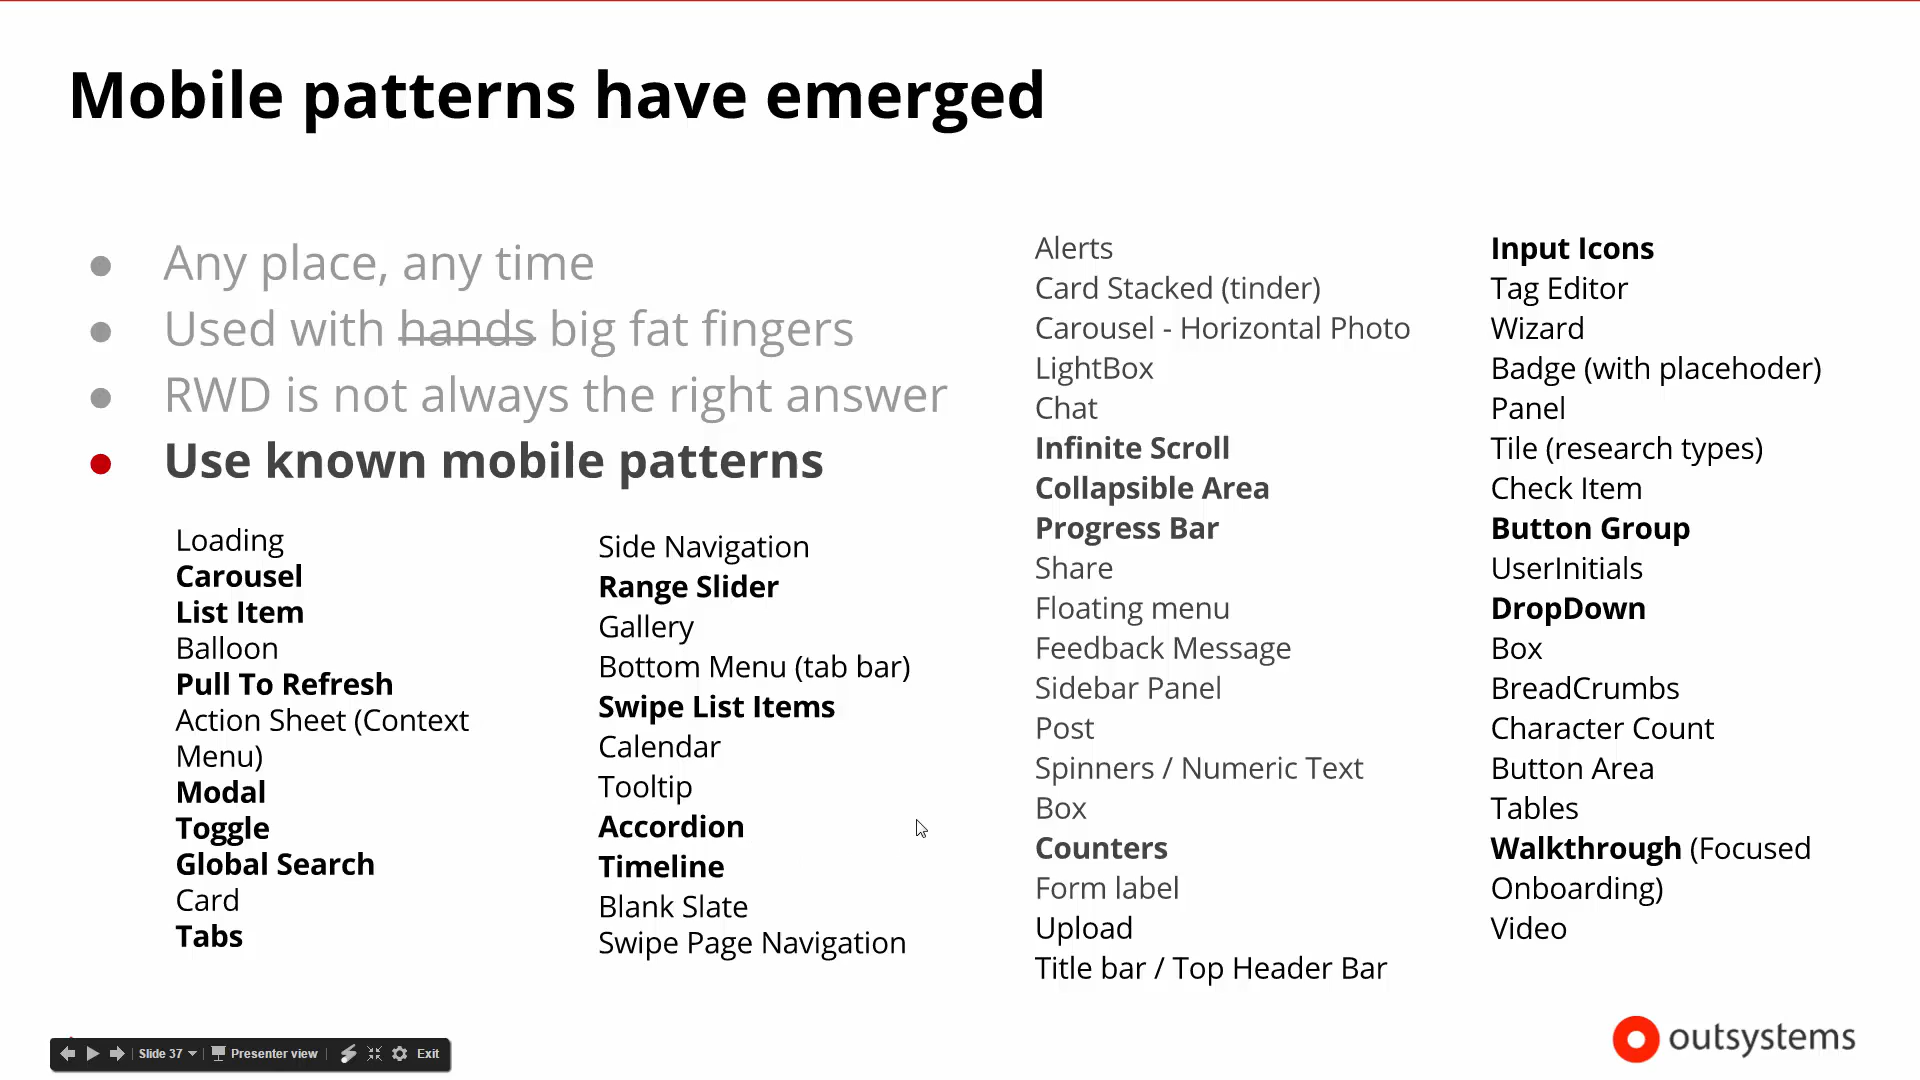 Mobile patterns have emerged
● Any place, any time
● Used with hands big fat fingers
● RWD is not always the right answer
● Use known mobile patterns
Loading
Carousel
List Item
Balloon
Pull To Refresh
Action Sheet (Context
Menu)
Modal
Toggle
Global Search
Card
Tabs
Side Navigation
Range Slider
Gallery
Bottom Menu (tab bar)
Swipe List Items
Calendar
Tooltip
Accordion
Timeline
Blank Slate
Swipe Page Navigation
Alerts
Card Stacked (tinder)
Carousel - Horizontal Photo
LightBox
Chat
Infinite Scroll
Collapsible Area
Progress Bar
Share
Floating menu
Feedback Message
Sidebar Panel
Post
Spinners / Numeric Text
Box
Counters
Form label
Upload
Title bar / Top Header Bar
Input Icons
Tag Editor
Wizard
Badge (with placehoder)
Panel
Tile (research types)
Check Item
Button Group
UserInitials
DropDown
Box
BreadCrumbs
Character Count
Button Area
Tables
Walkthrough (Focused
Onboarding)
Video
Slide 37 Presenter view Exit
outsystems